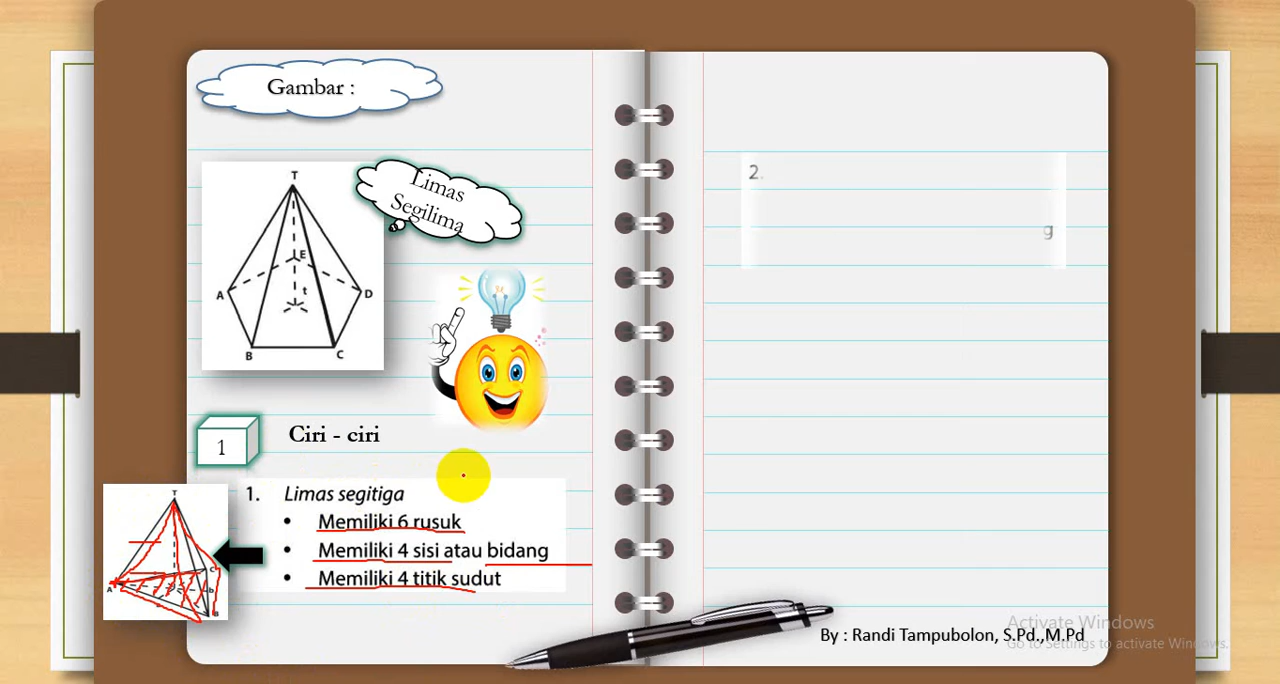 Gambar :
Limas
Segilima
T
E
t
A
D
B
C
1
Ciri - ciri
1. Limas segitiga
• Memiliki 6 rusuk
• Memiliki 4 sisi atau bidang
• Memiliki 4 titik sudut
T
A
C
b
B
2.
g
By : Randi Tampubolon, S.Pd.,M.Pd
Activate Windows
Go to Settings to activate Windows.